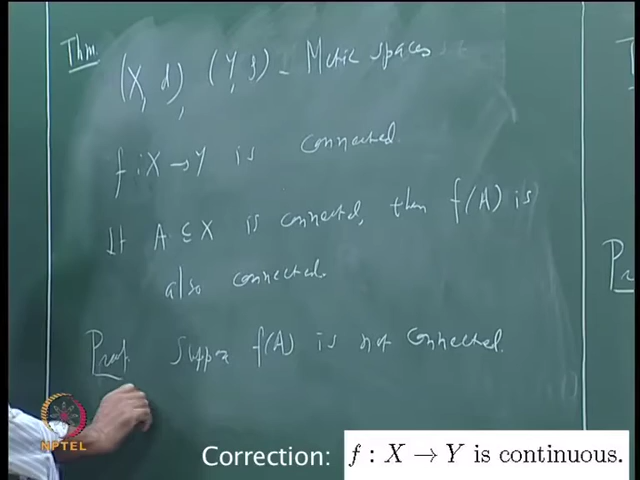 Thm. (X, d), (Y, ρ) - Metric spaces
f : X → Y is connected.
If A ⊆ X is connected, then f(A) is
also connected.
Proof. Suppose f(A) is not connected.
NPTEL
Correction: f : X → Y is continuous.